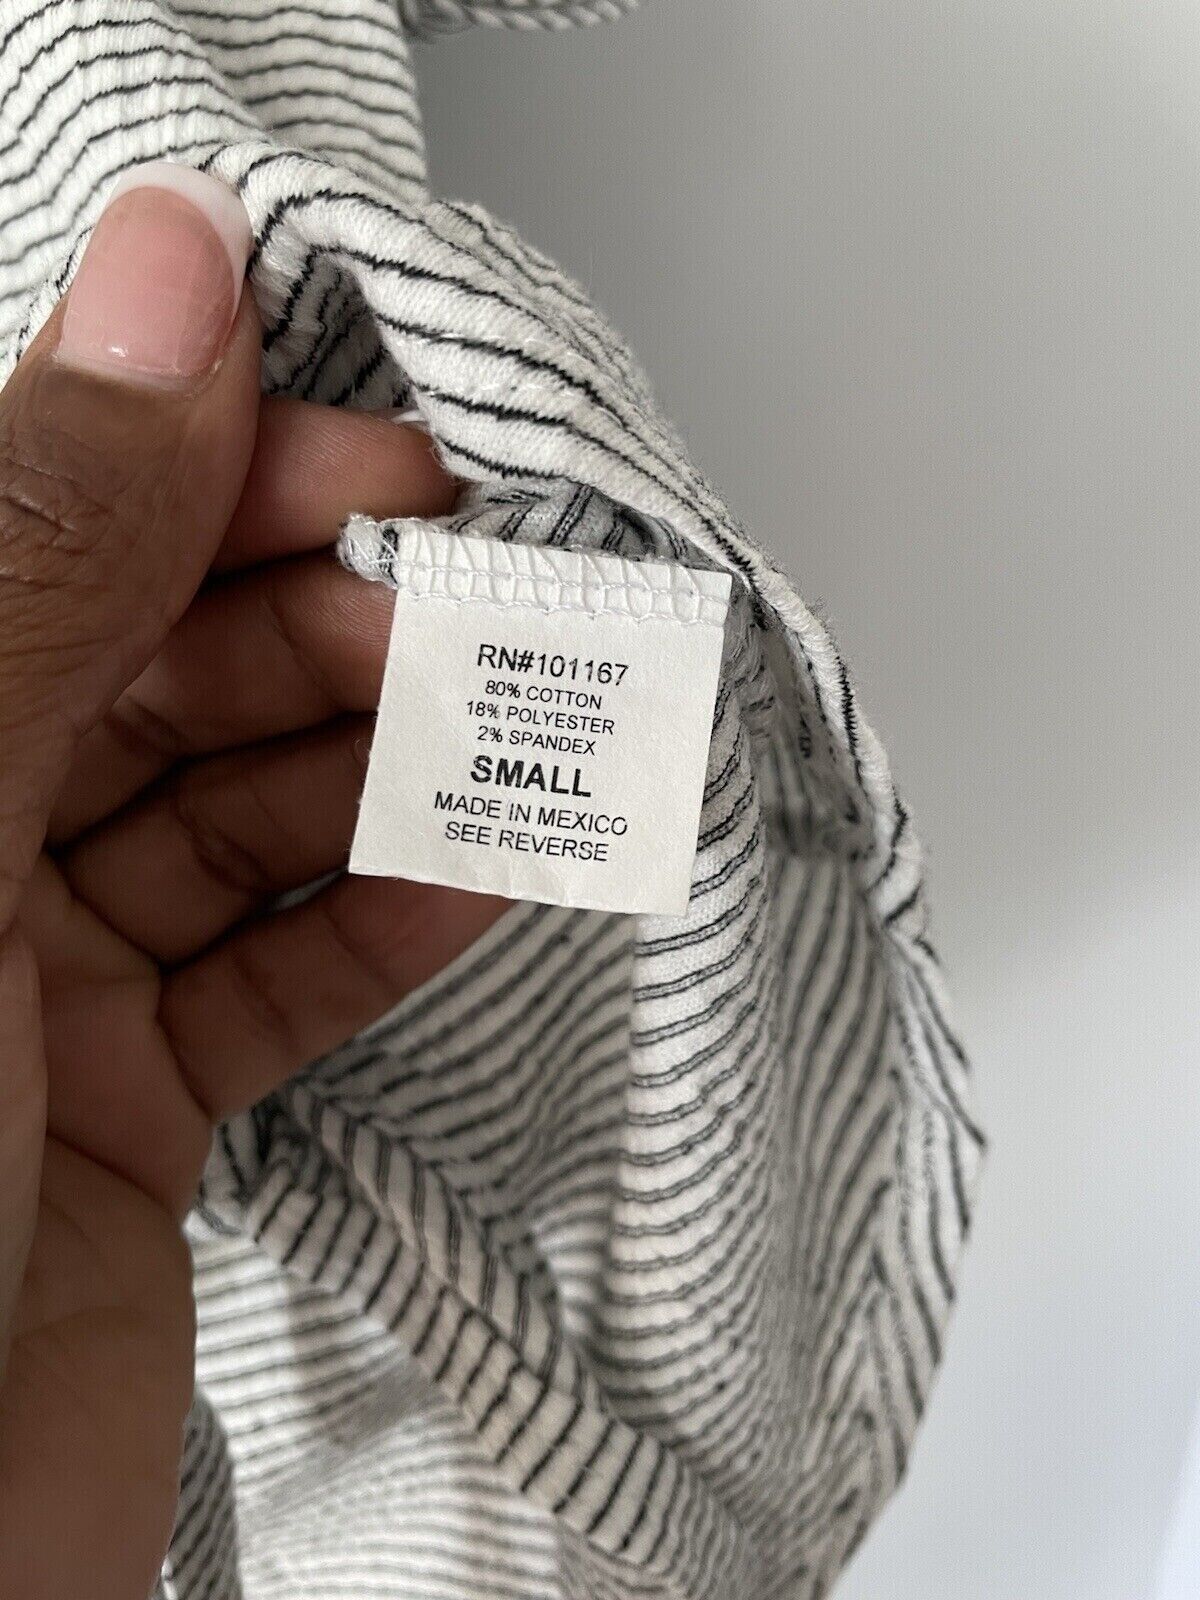 RN#101167
80% COTTON
18% POLYESTER
2% SPANDEX
SMALL
MADE IN MEXICO
SEE REVERSE